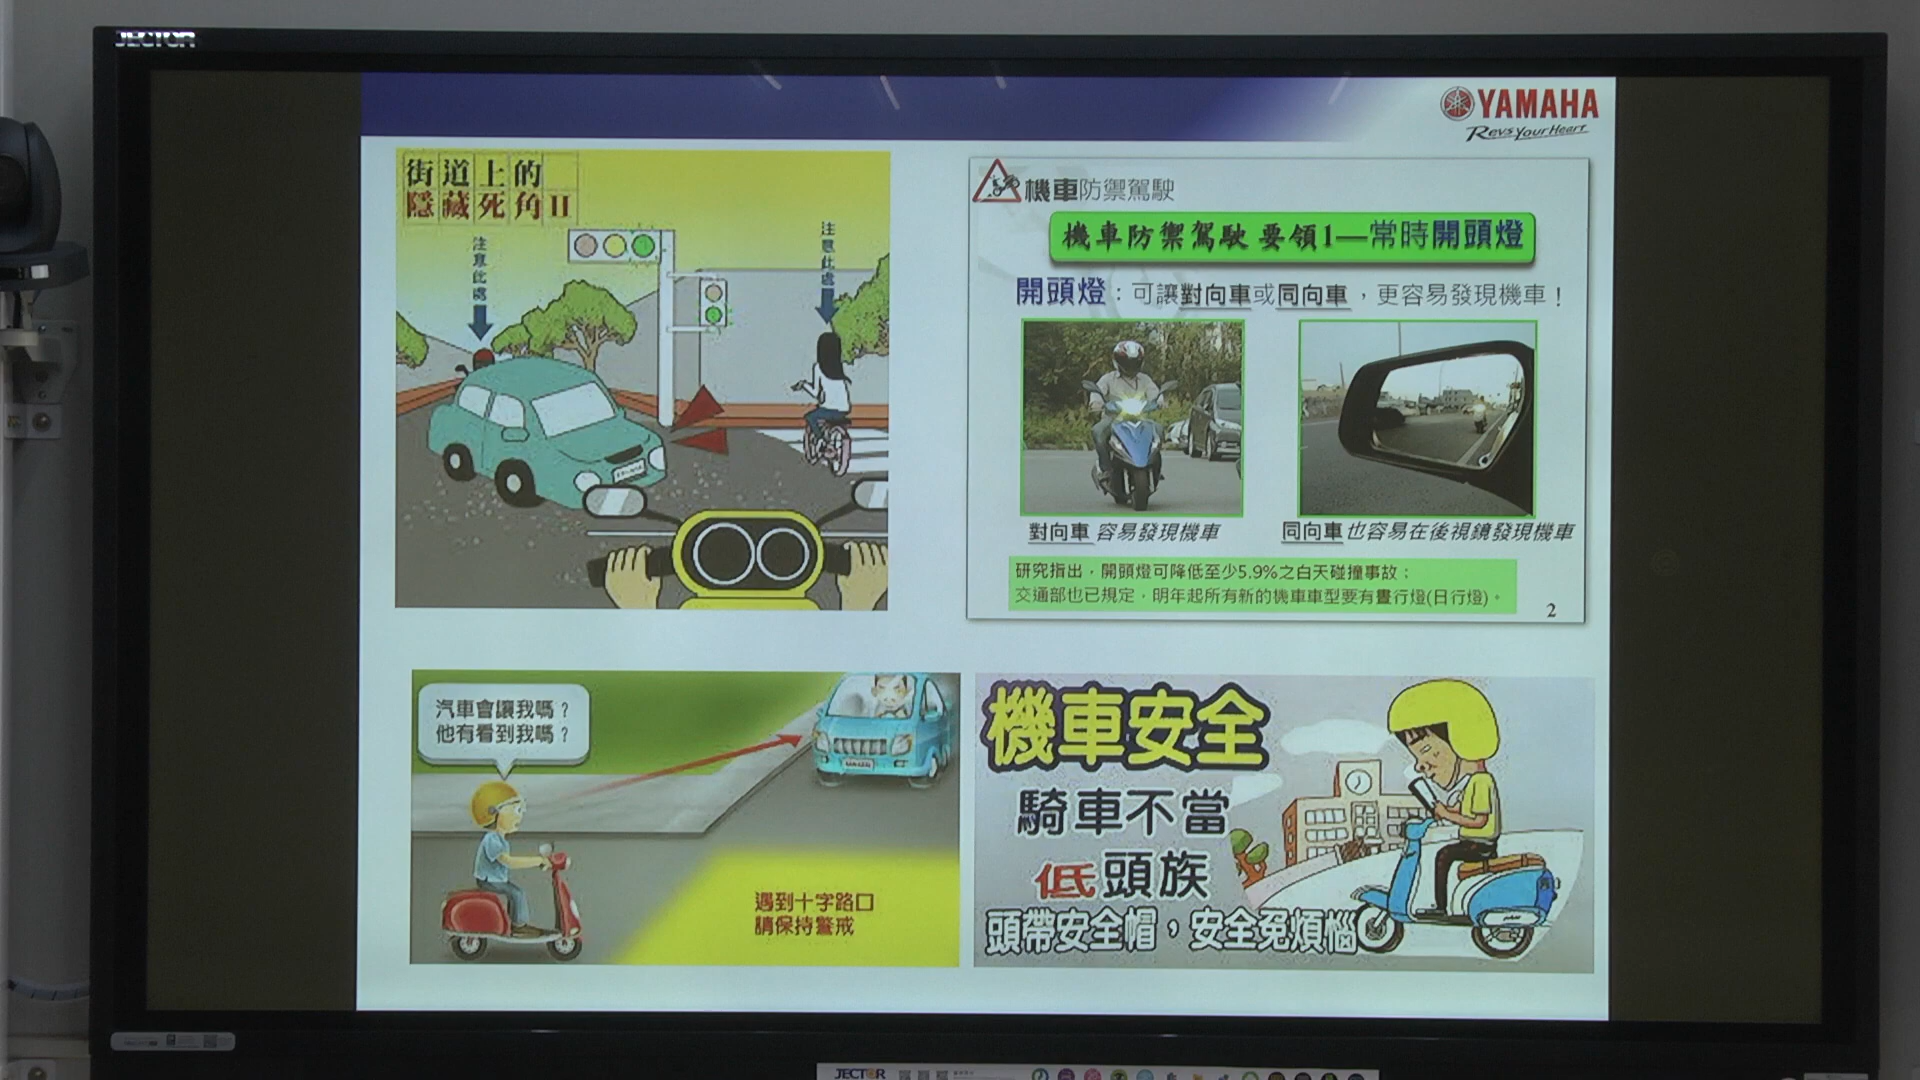 JECTOR
YAMAHA
Revs Your Heart
街道上的
隱藏死角II
注意此處
注意此處
機車防禦駕駛
機車防禦駕駛 要領1—常時開頭燈
開頭燈：可讓對向車或同向車，更容易發現機車！
對向車 容易發現機車
同向車也容易在後視鏡發現機車
研究指出，開頭燈可降低至少5.9%之白天碰撞事故；
交通部也已規定，明年起所有新的機車車型要有晝行燈(日行燈)。
2
汽車會讓我嗎？
他有看到我嗎？
遇到十字路口
請保持警戒
機車安全
騎車不當
低頭族
頭帶安全帽，安全免煩惱
JECTOR